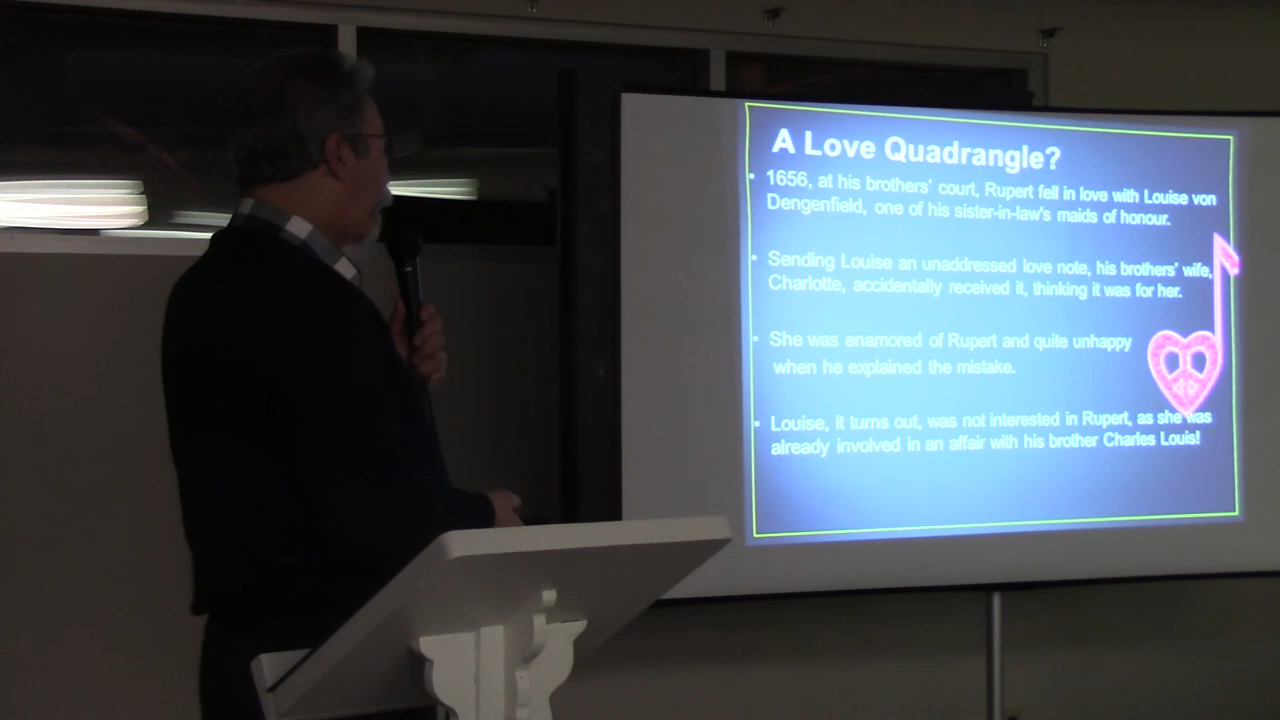 A Love Quadrangle?
• 1656, at his brothers' court, Rupert fell in love with Louise von
Dengenfield, one of his sister-in-law's maids of honour.
• Sending Louise an unaddressed love note, his brothers' wife,
Charlotte, accidentally received it, thinking it was for her.
• She was enamored of Rupert and quite unhappy
when he explained the mistake.
• Louise, it turns out, was not interested in Rupert, as she was
already involved in an affair with his brother Charles Louis!